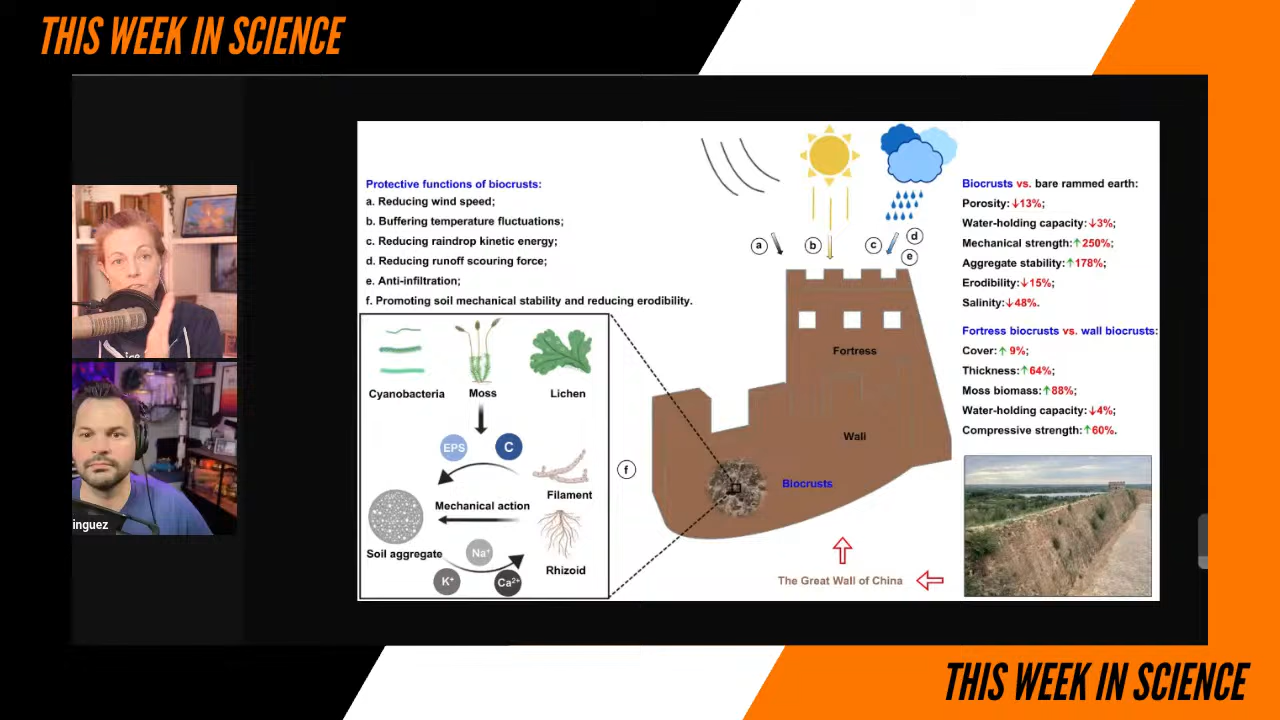 THIS WEEK IN SCIENCE
Protective functions of biocrusts:
a. Reducing wind speed;
b. Buffering temperature fluctuations;
c. Reducing raindrop kinetic energy;
d. Reducing runoff scouring force;
e. Anti-infiltration;
f. Promoting soil mechanical stability and reducing erodibility.
Cyanobacteria
Moss
Lichen
EPS
C
Filament
Mechanical action
Soil aggregate
Na⁺
Rhizoid
K⁺
Ca²⁺
a
b
c
d
e
f
Fortress
Wall
Biocrusts
The Great Wall of China
Biocrusts vs. bare rammed earth:
Porosity:↓13%;
Water-holding capacity:↓3%;
Mechanical strength:↑250%;
Aggregate stability:↑178%;
Erodibility:↓15%;
Salinity:↓48%.
Fortress biocrusts vs. wall biocrusts:
Cover:↑ 9%;
Thickness:↑64%;
Moss biomass:↑88%;
Water-holding capacity:↓4%;
Compressive strength:↑60%.
inguez
THIS WEEK IN SCIENCE